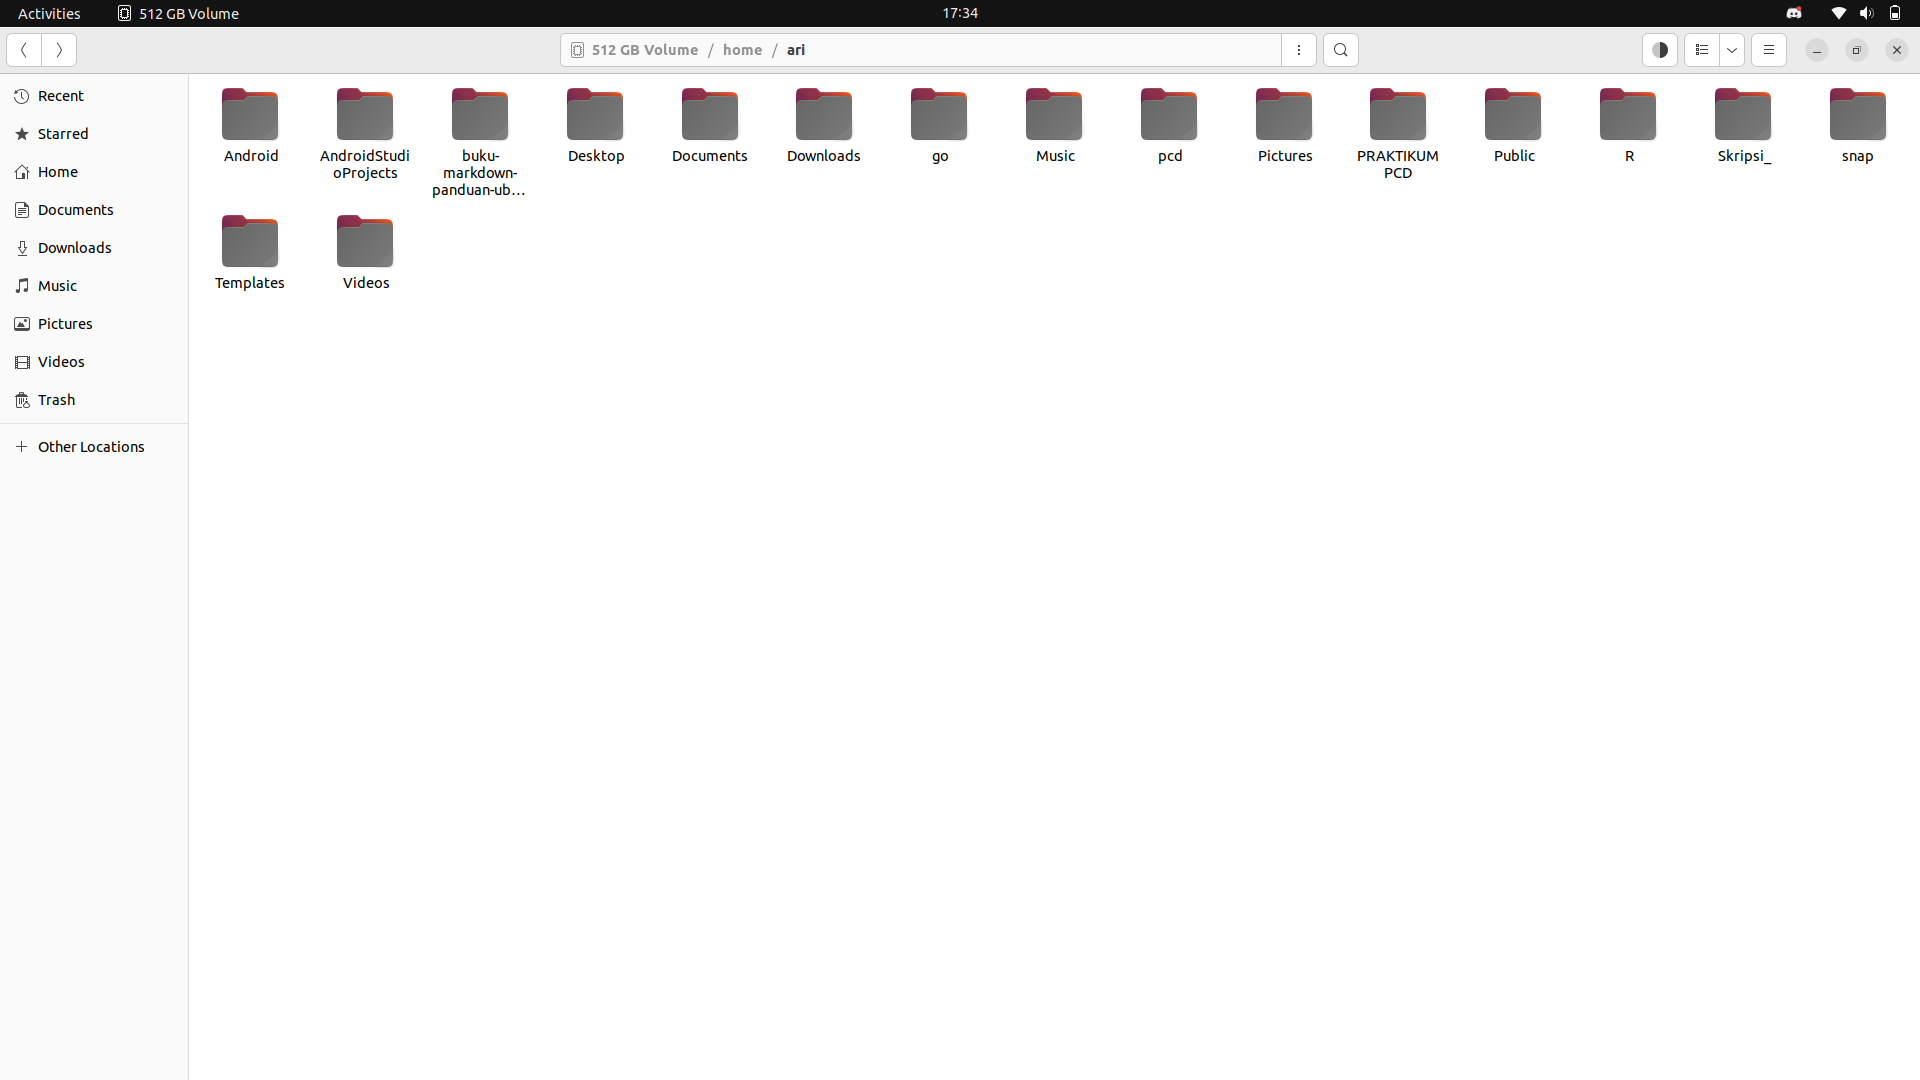 Activities
512 GB Volume
17:34
512 GB Volume / home / ari
Recent
Starred
Home
Documents
Downloads
Music
Pictures
Videos
Trash
Other Locations
Android
AndroidStudi
oProjects
buku-
markdown-
panduan-ub...
Desktop
Documents
Downloads
go
Music
pcd
Pictures
PRAKTIKUM
PCD
Public
R
Skripsi_
snap
Templates
Videos